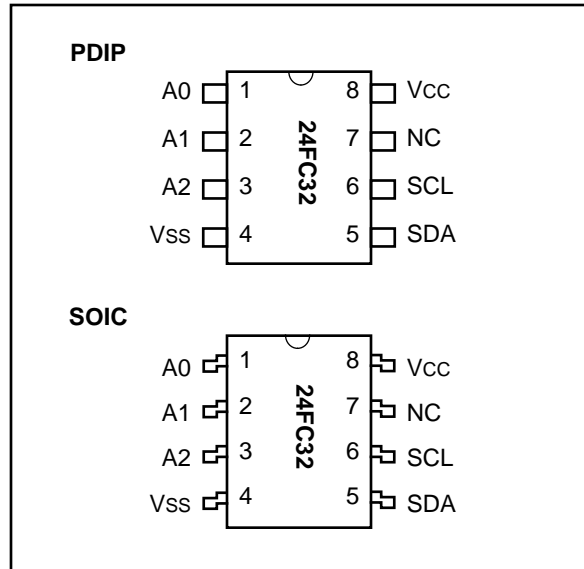 PDIP
A0 1 8 VCC
A1 2 7 NC
24FC32
A2 3 6 SCL
VSS 4 5 SDA
SOIC
A0 1 8 VCC
A1 2 7 NC
24FC32
A2 3 6 SCL
VSS 4 5 SDA